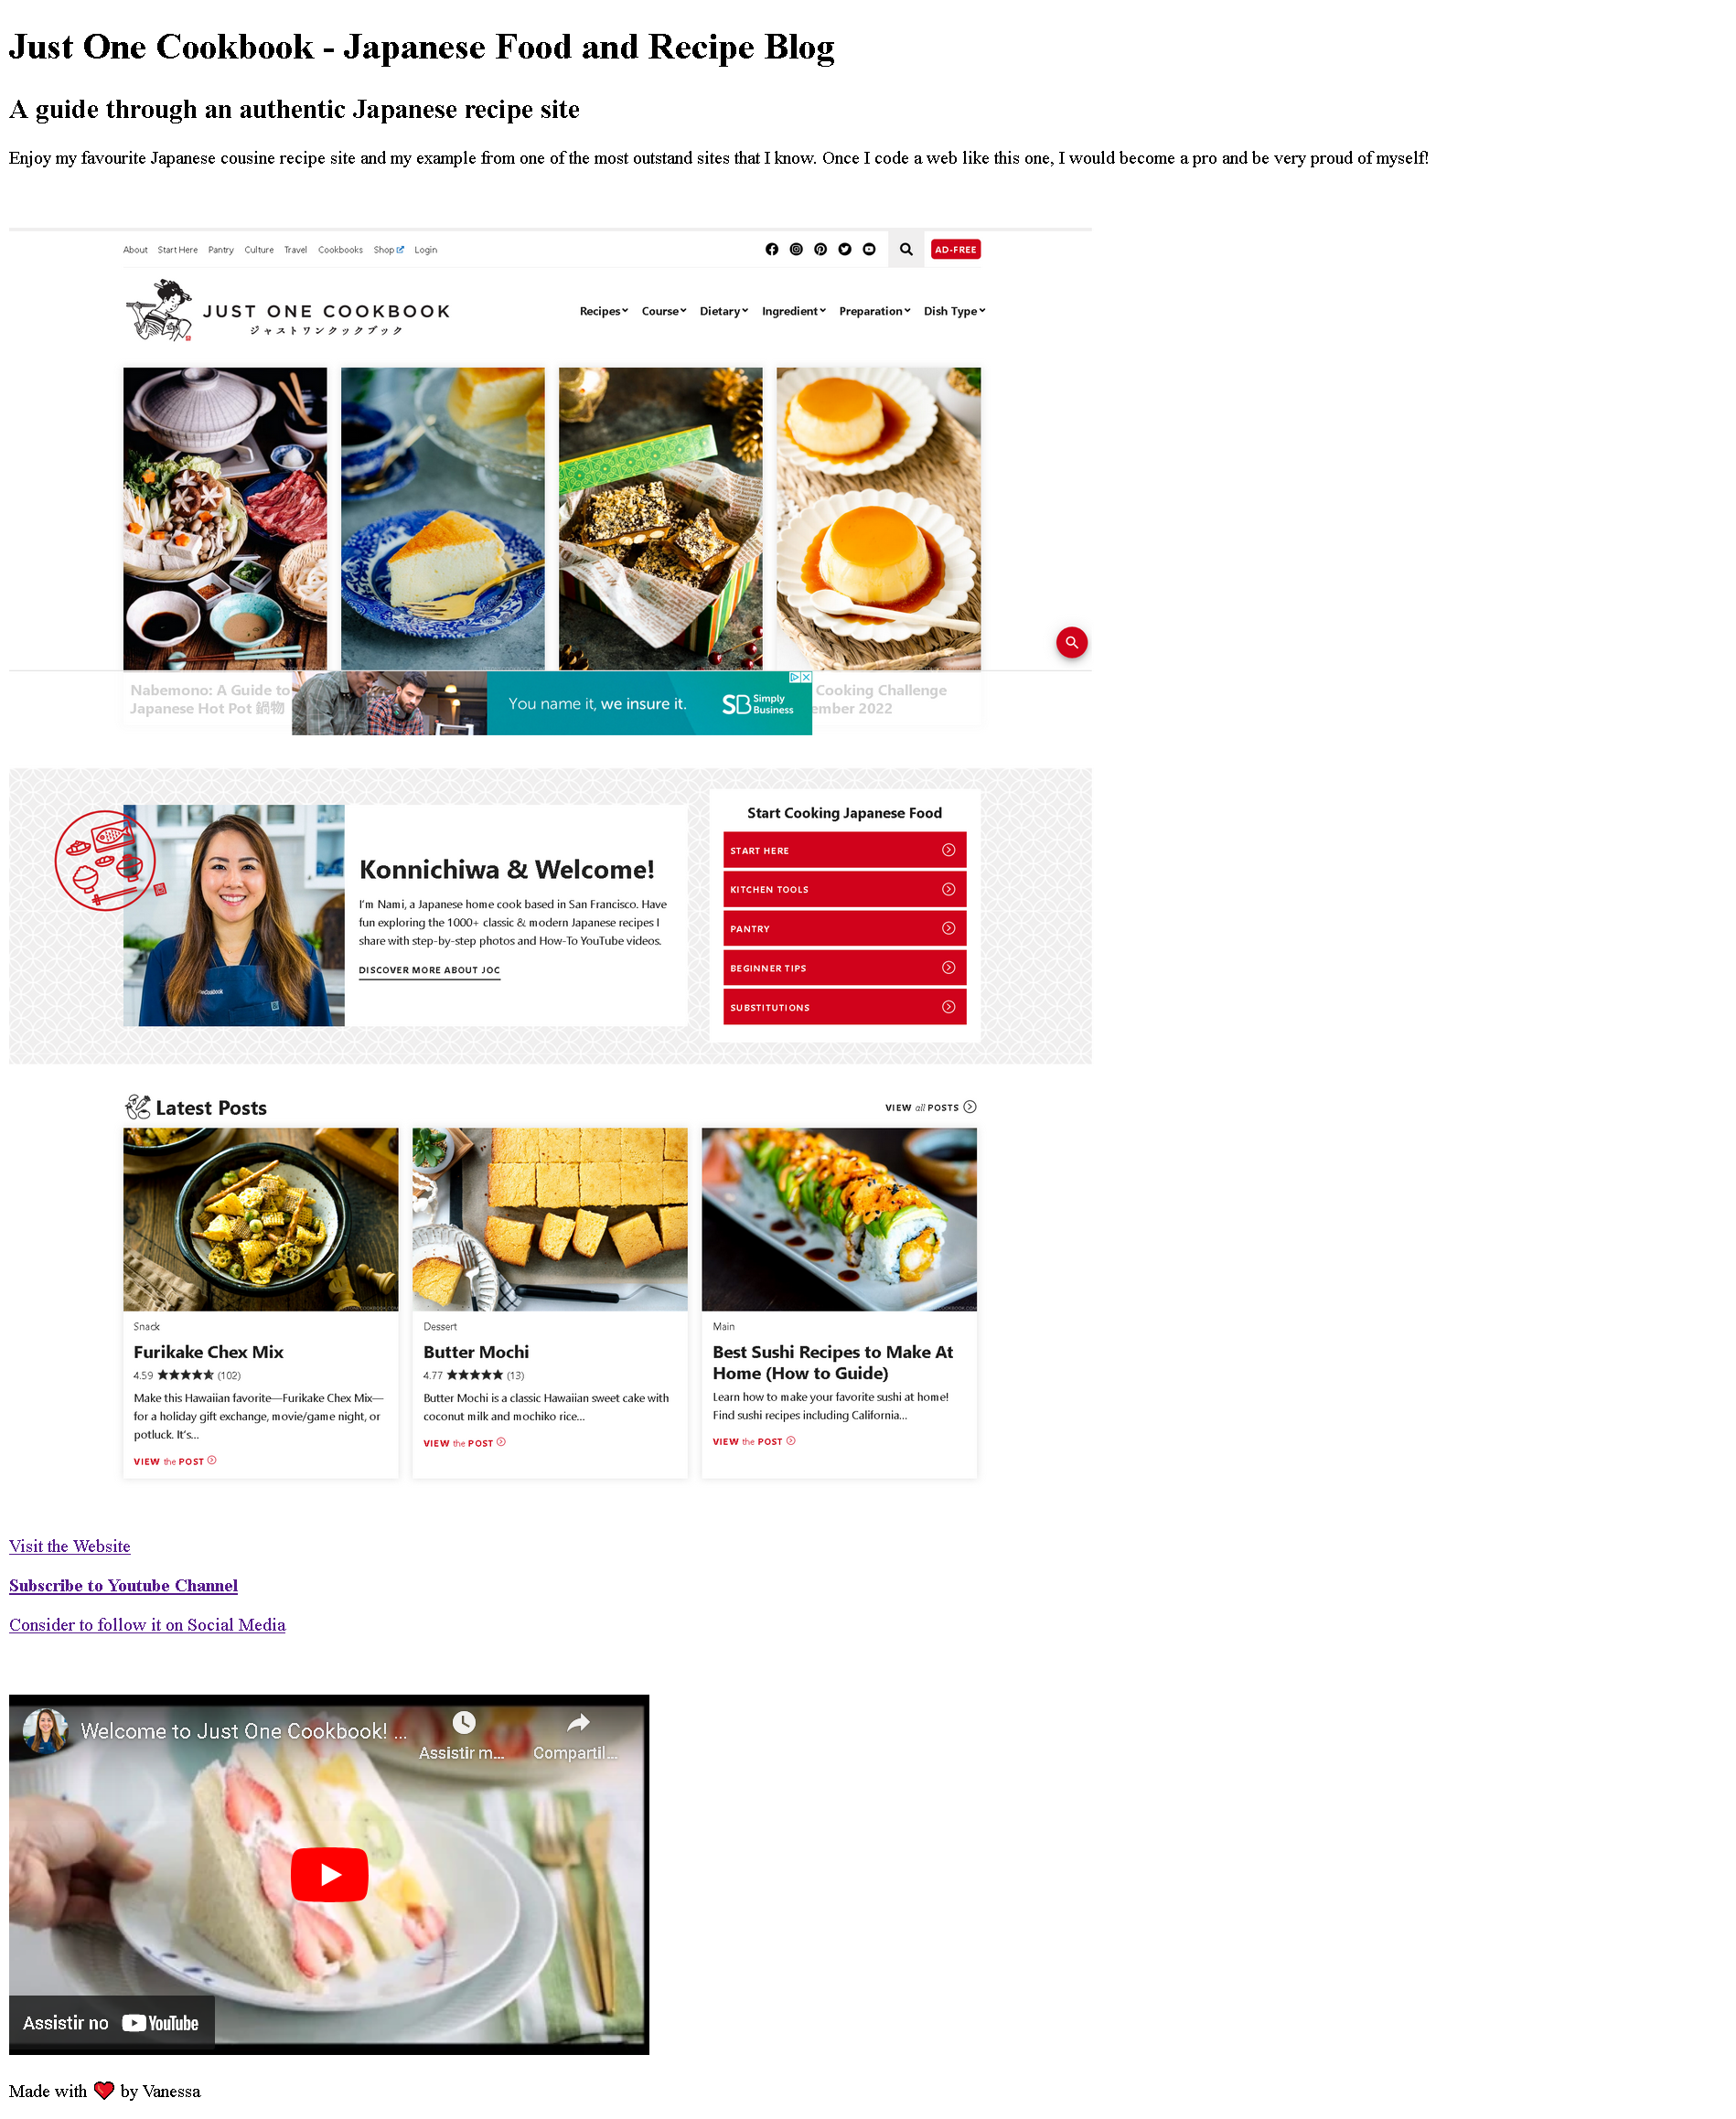 Just One Cookbook - Japanese Food and Recipe Blog
A guide through an authentic Japanese recipe site
Enjoy my favourite Japanese cousine recipe site and my example from one of the most outstand sites that I know. Once I code a web like this one, I would become a pro and be very proud of myself!
About Start Here Pantry Culture Travel Cookbooks Shop Login
AD-FREE
JUST ONE COOKBOOK
ジャストワンクックブック
Recipes Course Dietary Ingredient Preparation Dish Type
Nabemono: A Guide to
Japanese Hot Pot 鍋物
You name it, we insure it.
SB Simply
Business
Cooking Challenge
ember 2022
Konnichiwa & Welcome!
I'm Nami, a Japanese home cook based in San Francisco. Have
fun exploring the 1000+ classic & modern Japanese recipes I
share with step-by-step photos and How-To YouTube videos.
DISCOVER MORE ABOUT JOC
Start Cooking Japanese Food
START HERE
KITCHEN TOOLS
PANTRY
BEGINNER TIPS
SUBSTITUTIONS
Latest Posts
VIEW all POSTS
Snack
Furikake Chex Mix
4.59 ★★★★★ (102)
Make this Hawaiian favorite—Furikake Chex Mix—
for a holiday gift exchange, movie/game night, or
potluck. It's...
VIEW the POST
Dessert
Butter Mochi
4.77 ★★★★★ (13)
Butter Mochi is a classic Hawaiian sweet cake with
coconut milk and mochiko rice...
VIEW the POST
Main
Best Sushi Recipes to Make At
Home (How to Guide)
Learn how to make your favorite sushi at home!
Find sushi recipes including California...
VIEW the POST
Visit the Website
Subscribe to Youtube Channel
Consider to follow it on Social Media
Welcome to Just One Cookbook! ...
Assistir m...
Compartil...
Assistir no YouTube
Made with ❤️ by Vanessa